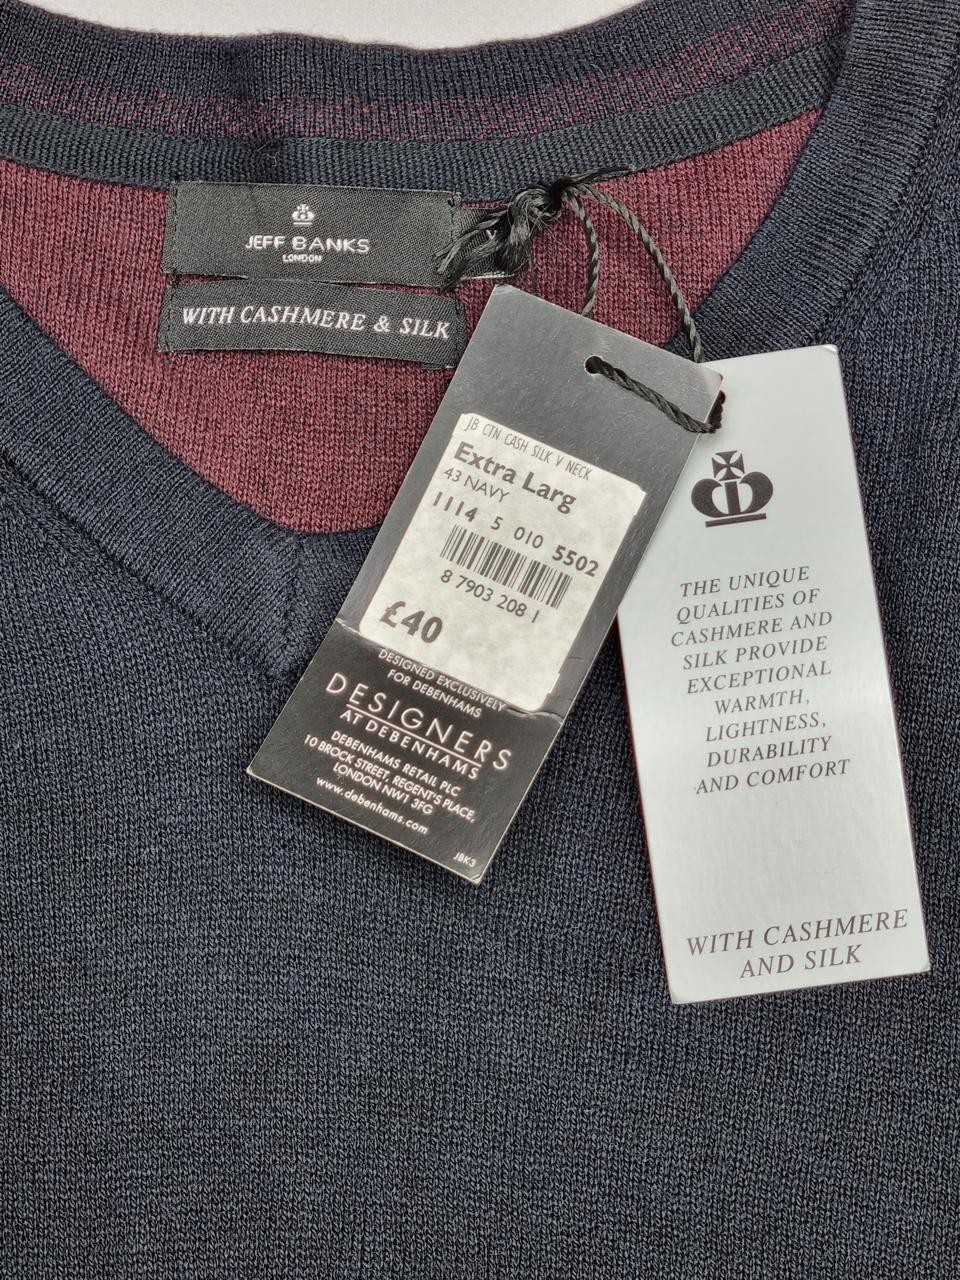 JEFF BANKS
LONDON
WITH CASHMERE & SILK
JB CTN CASH SILK V NECK
Extra Larg
43 NAVY
1114 5 010 5502
8 7903 208 1
£40
DESIGNED EXCLUSIVELY
FOR DEBENHAMS
DESIGNERS
AT DEBENHAMS
DEBENHAMS RETAIL PLC
10 BROCK STREET, REGENT'S PLACE,
LONDON NW1 3FG
www.debenhams.com
JBK3
THE UNIQUE
QUALITIES OF
CASHMERE AND
SILK PROVIDE
EXCEPTIONAL
WARMTH,
LIGHTNESS,
DURABILITY
AND COMFORT
WITH CASHMERE
AND SILK